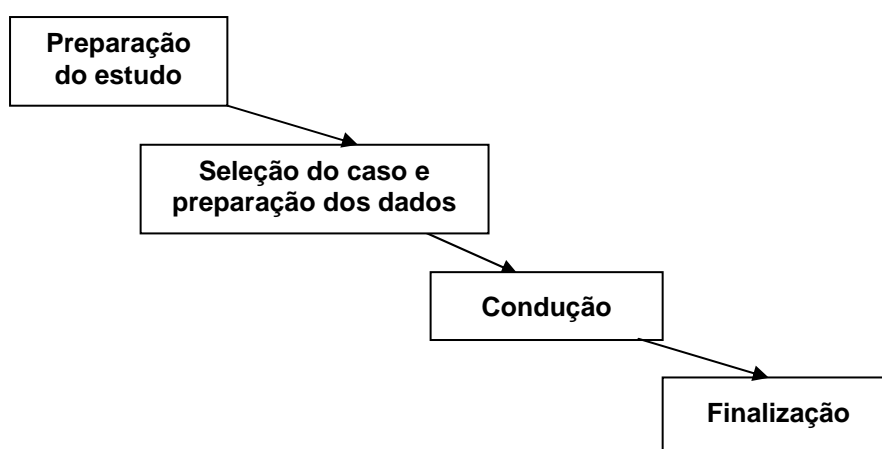 Preparação
do estudo
Seleção do caso e
preparação dos dados
Condução
Finalização